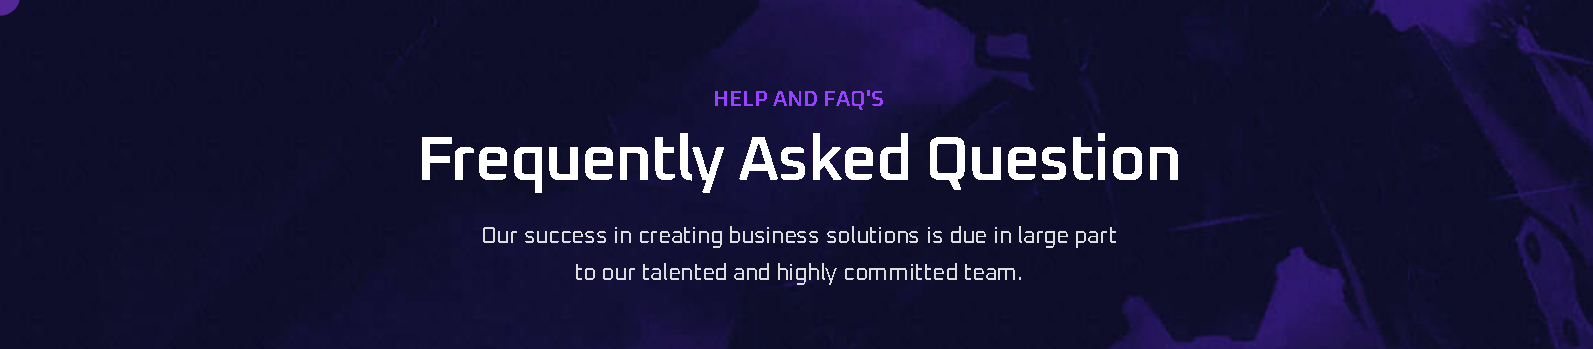 HELP AND FAQ'S
Frequently Asked Question
Our success in creating business solutions is due in large part
to our talented and highly committed team.